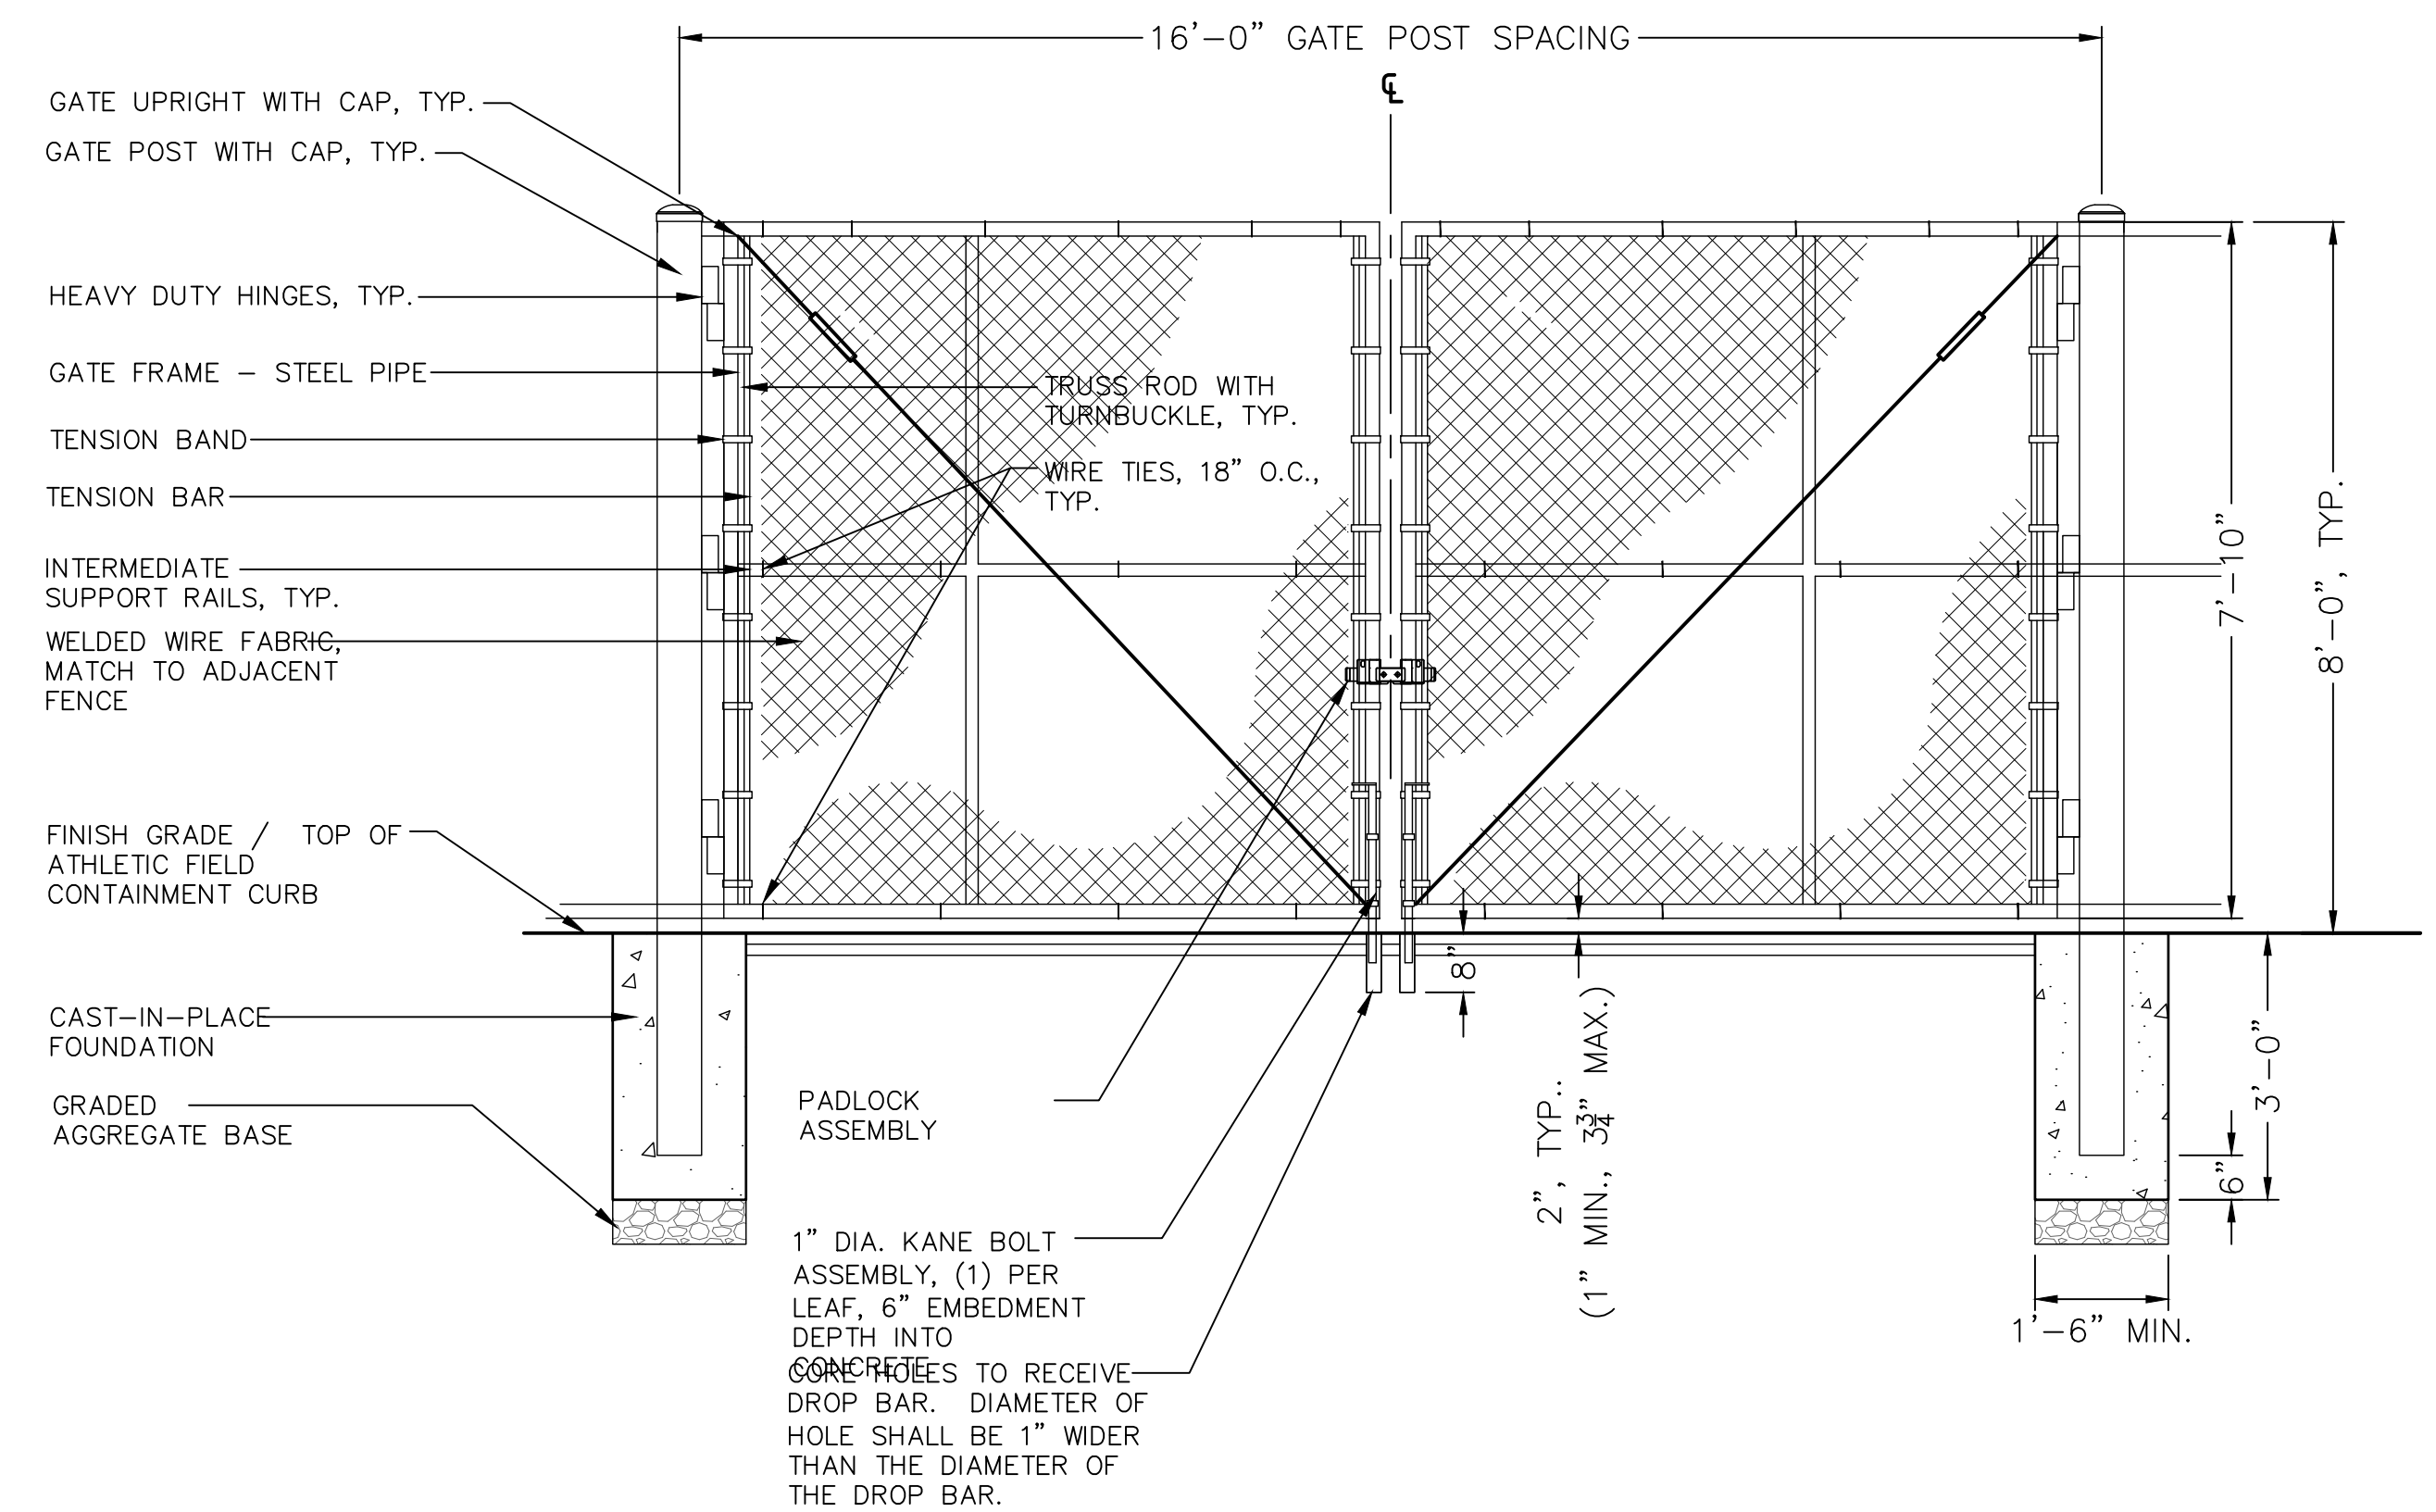 16'-0" GATE POST SPACING
℄
GATE UPRIGHT WITH CAP, TYP.
GATE POST WITH CAP, TYP.
HEAVY DUTY HINGES, TYP.
GATE FRAME - STEEL PIPE
TENSION BAND
TENSION BAR
INTERMEDIATE
SUPPORT RAILS, TYP.
WELDED WIRE FABRIC,
MATCH TO ADJACENT
FENCE
TRUSS ROD WITH
TURNBUCKLE, TYP.
WIRE TIES, 18" O.C.,
TYP.
7'-10"
8'-0", TYP.
FINISH GRADE / TOP OF
ATHLETIC FIELD
CONTAINMENT CURB
CAST-IN-PLACE
FOUNDATION
GRADED
AGGREGATE BASE
PADLOCK
ASSEMBLY
1" DIA. KANE BOLT
ASSEMBLY, (1) PER
LEAF, 6" EMBEDMENT
DEPTH INTO
CONCRETE
CORE HOLES TO RECEIVE
DROP BAR. DIAMETER OF
HOLE SHALL BE 1" WIDER
THAN THE DIAMETER OF
THE DROP BAR.
8"
2", TYP..
(1" MIN., 3¾" MAX.)
3'-0"
6"
1'-6" MIN.